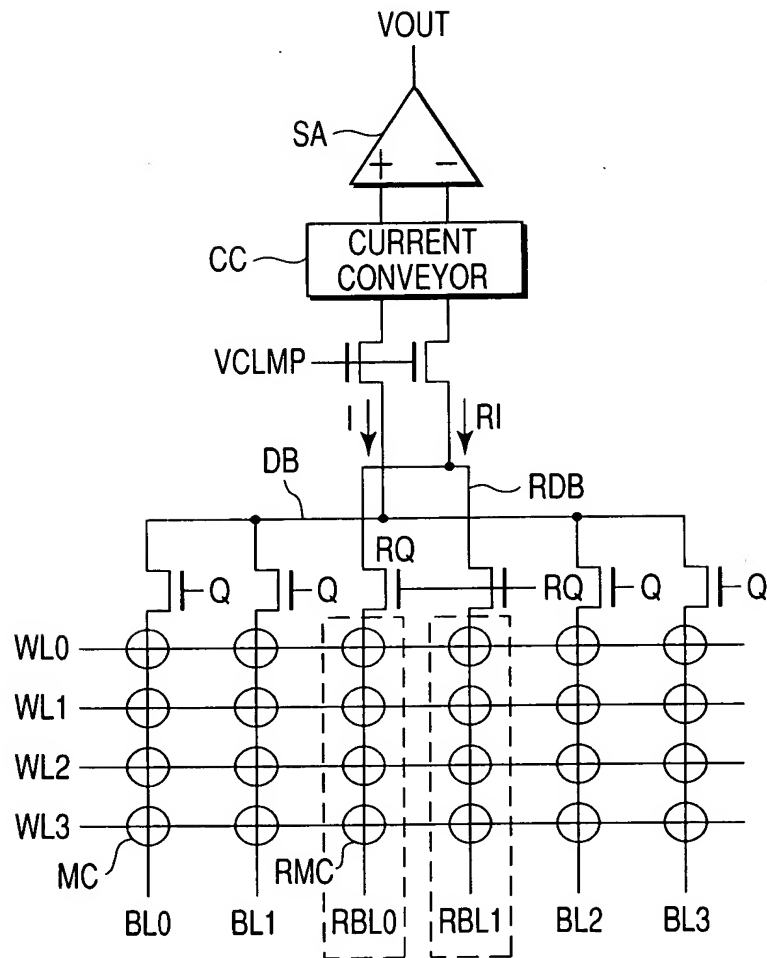 VOUT
SA
+ −
CC
CURRENT
CONVEYOR
VCLMP
I RI
DB
RDB
RQ
Q Q RQ Q Q
WL0
WL1
WL2
WL3
MC RMC
BL0 BL1 RBL0 RBL1 BL2 BL3